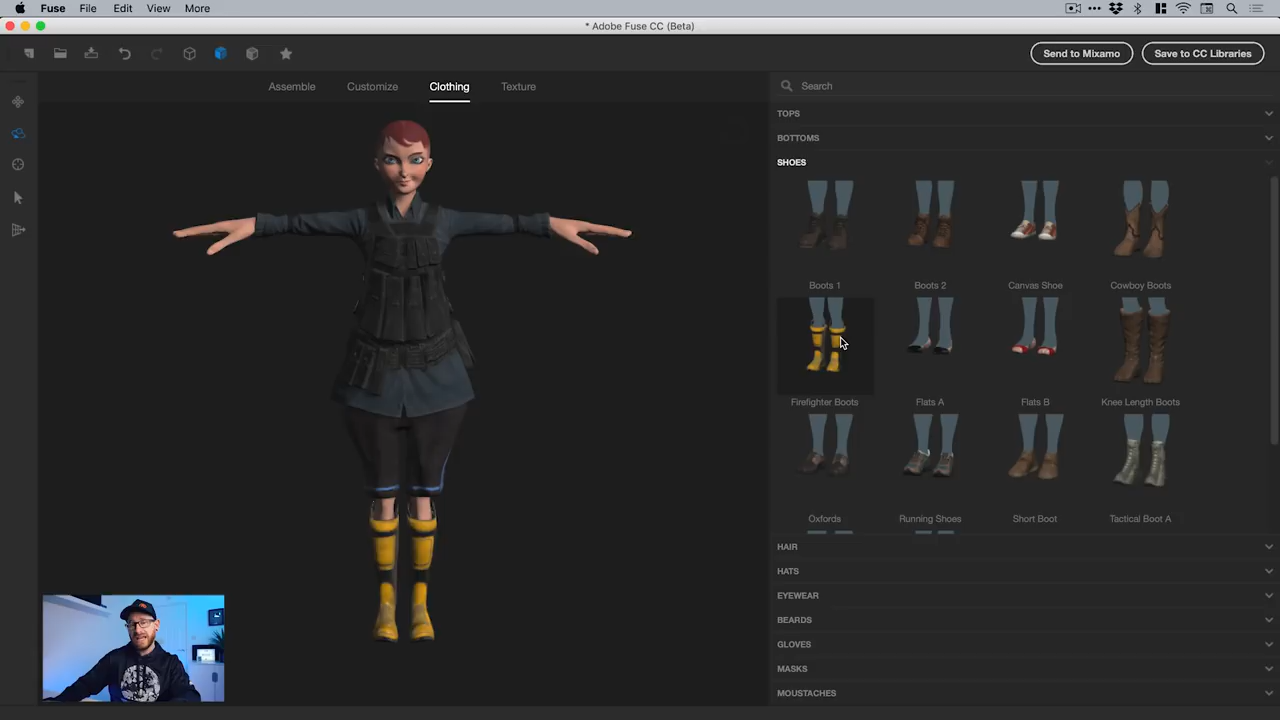 Fuse File Edit View More
* Adobe Fuse CC (Beta)
Send to Mixamo Save to CC Libraries
Assemble Customize Clothing Texture
Search
TOPS
BOTTOMS
SHOES
Boots 1 Boots 2 Canvas Shoe Cowboy Boots
Firefighter Boots Flats A Flats B Knee Length Boots
Oxfords Running Shoes Short Boot Tactical Boot A
HAIR
HATS
EYEWEAR
BEARDS
GLOVES
MASKS
MOUSTACHES